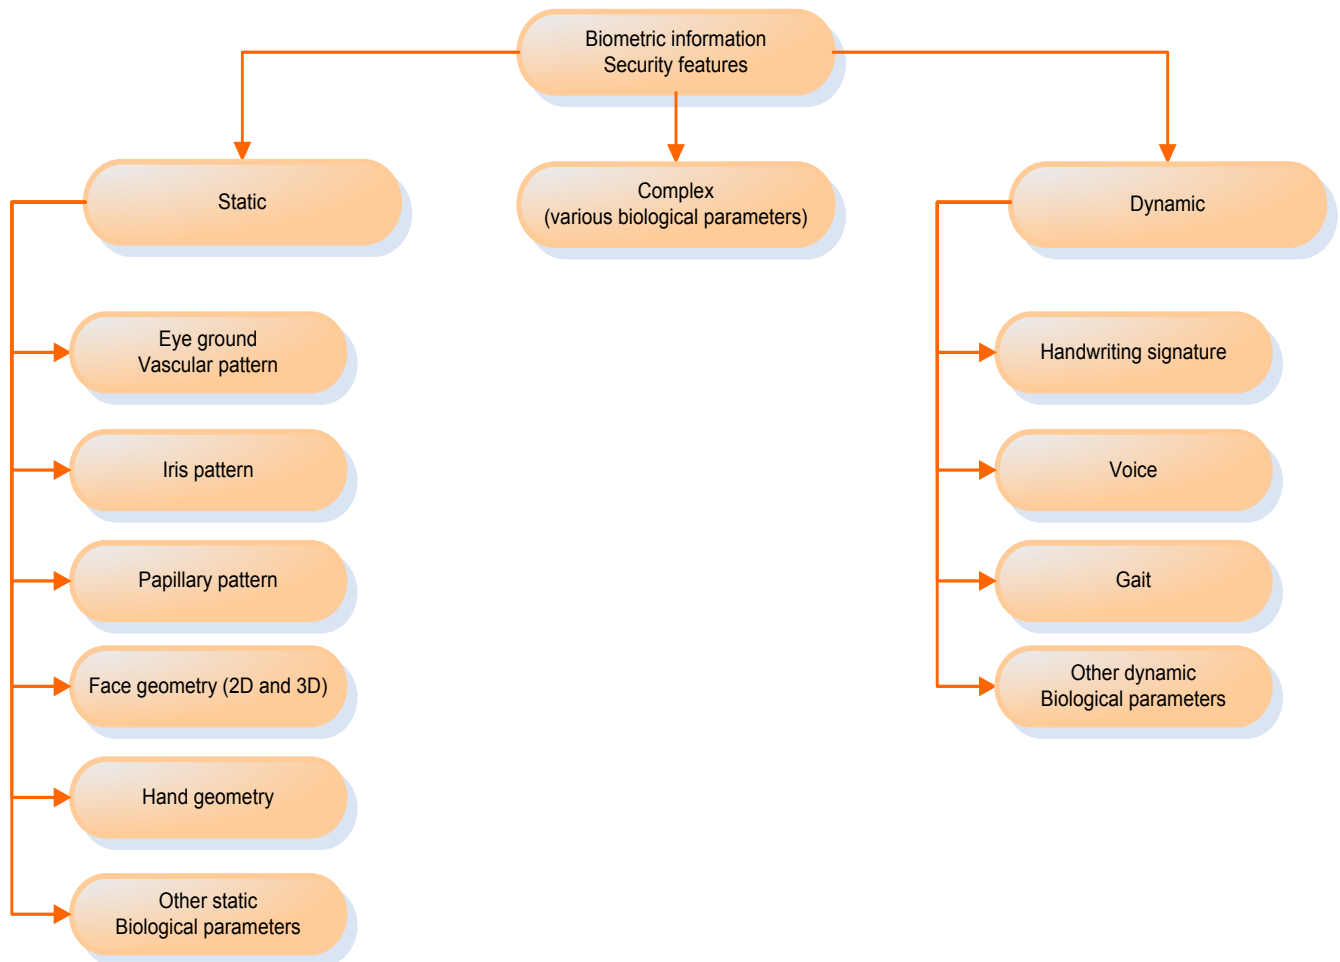 Biometric information
Security features
Static
Complex
(various biological parameters)
Dynamic
Eye ground
Vascular pattern
Iris pattern
Papillary pattern
Face geometry (2D and 3D)
Hand geometry
Other static
Biological parameters
Handwriting signature
Voice
Gait
Other dynamic
Biological parameters